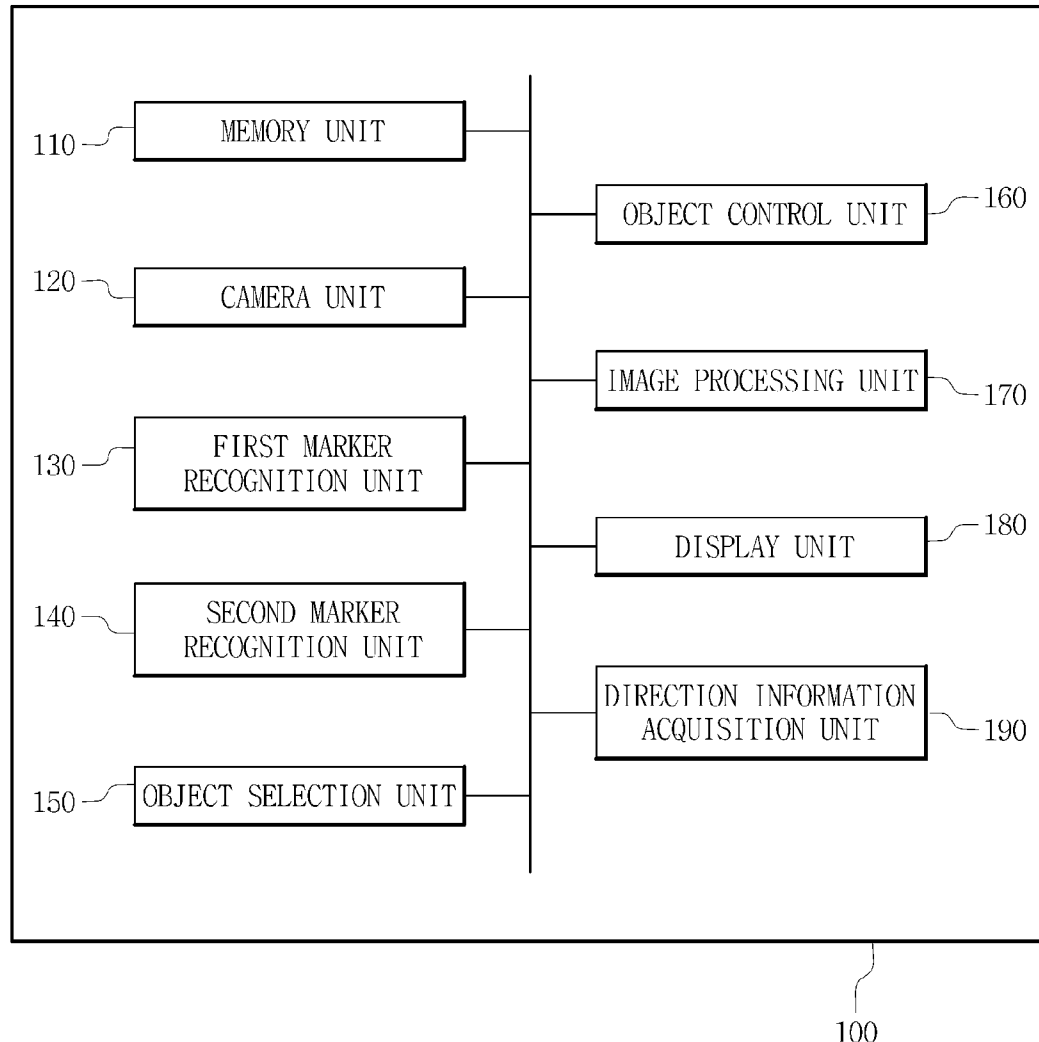 110
MEMORY UNIT
120
CAMERA UNIT
130
FIRST MARKER
RECOGNITION UNIT
140
SECOND MARKER
RECOGNITION UNIT
150
OBJECT SELECTION UNIT
OBJECT CONTROL UNIT
160
IMAGE PROCESSING UNIT
170
DISPLAY UNIT
180
DIRECTION INFORMATION
ACQUISITION UNIT
190
100